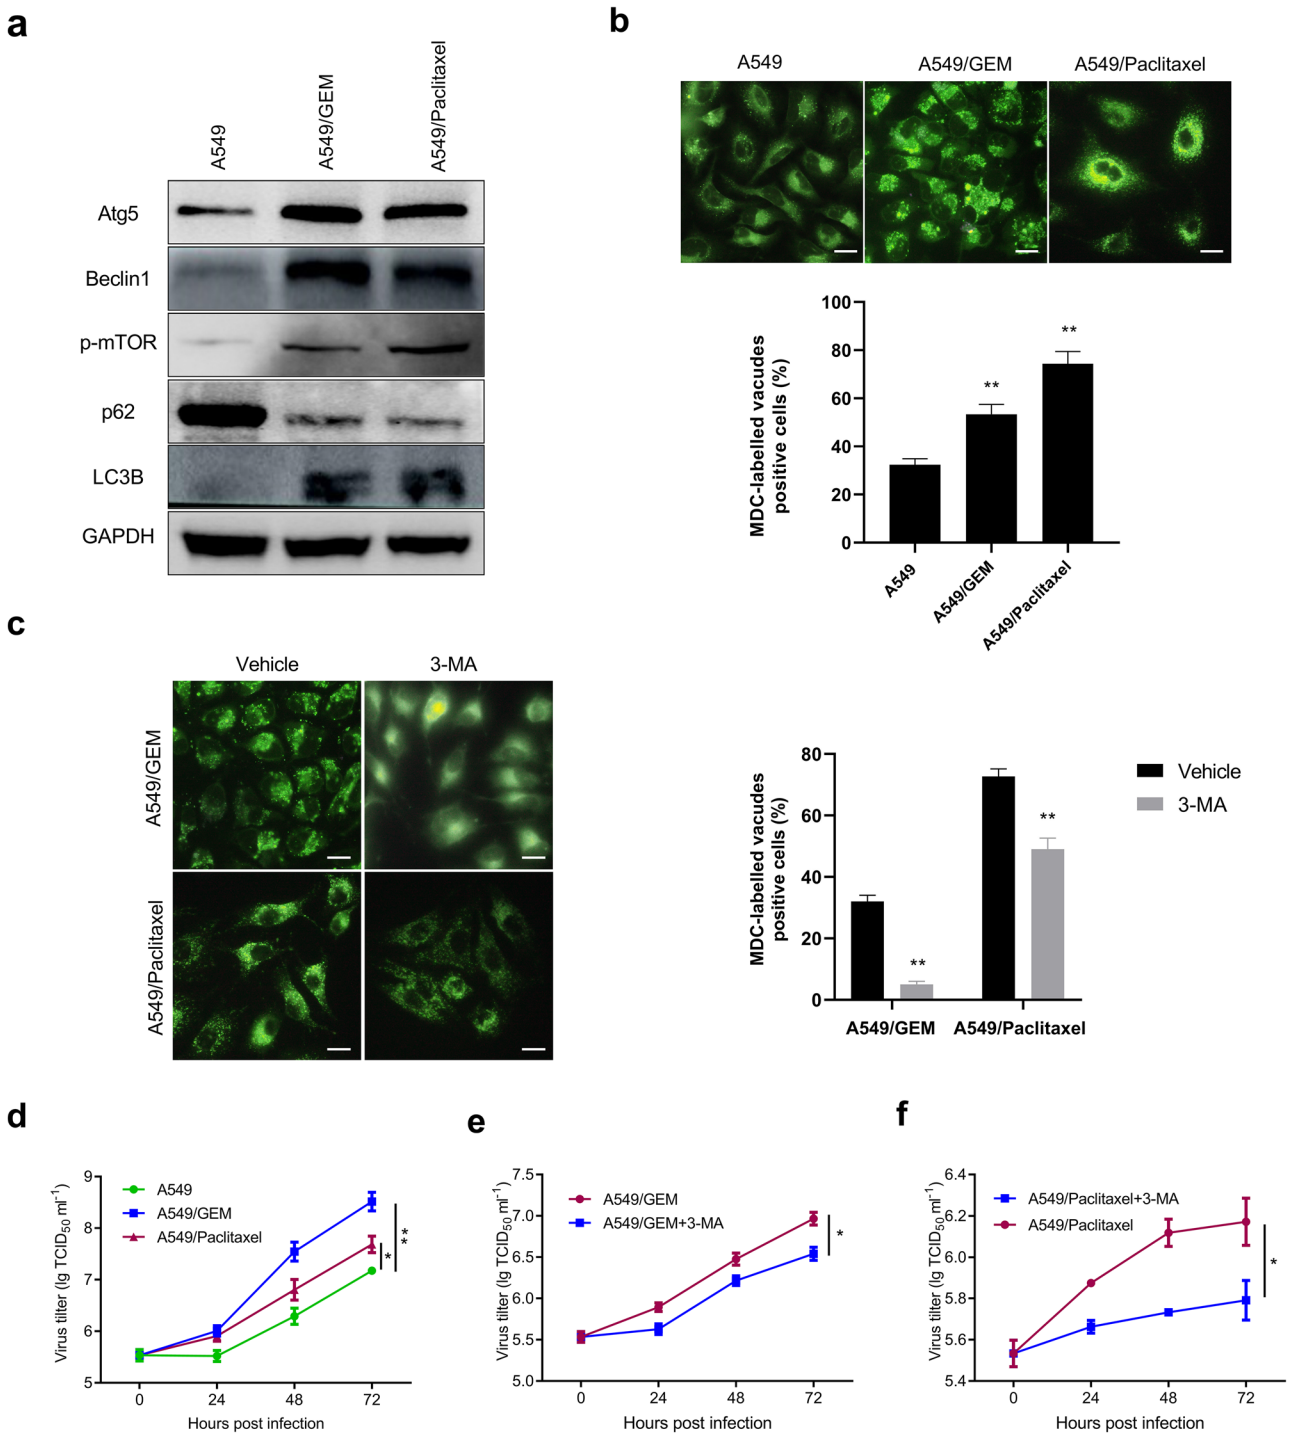 a
A549
A549/GEM
A549/Paclitaxel
Atg5
Beclin1
p-mTOR
p62
LC3B
GAPDH
b
A549
A549/GEM
A549/Paclitaxel
MDC-labelled vacudes
positive cells (%)
100
80
60
40
20
0
**
**
A549
A549/GEM
A549/Paclitaxel
c
Vehicle
3-MA
A549/GEM
A549/Paclitaxel
MDC-labelled vacudes
positive cells (%)
80
60
40
20
0
**
**
A549/GEM
A549/Paclitaxel
Vehicle
3-MA
d
Virus tilter (lg TCID50 ml-1)
9
8
7
6
5
A549
A549/GEM
A549/Paclitaxel
*
**
0
24
48
72
Hours post infection
e
Virus titter (lg TCID50 ml-1)
7.5
7.0
6.5
6.0
5.5
5.0
A549/GEM
A549/GEM+3-MA
*
0
24
48
72
Hours post infection
f
Virus titter (lg TCID50 ml-1)
6.4
6.2
6.0
5.8
5.6
5.4
A549/Paclitaxel+3-MA
A549/Paclitaxel
*
0
24
48
72
Hours post infection